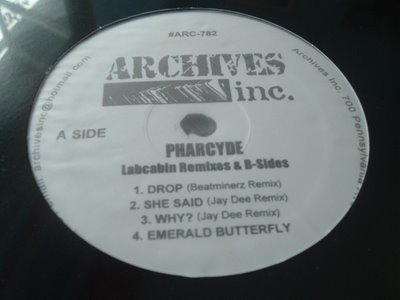 #ARC-782
ARCHIVES
inc.
A SIDE
PHARCYDE
Labcabin Remixes & B-Sides
1. DROP (Beatminerz Remix)
2. SHE SAID (Jay Dee Remix)
3. WHY? (Jay Dee Remix)
4. EMERALD BUTTERFLY
archivesinc@hotmail.com
Archives Inc. 700 Pennsylvania